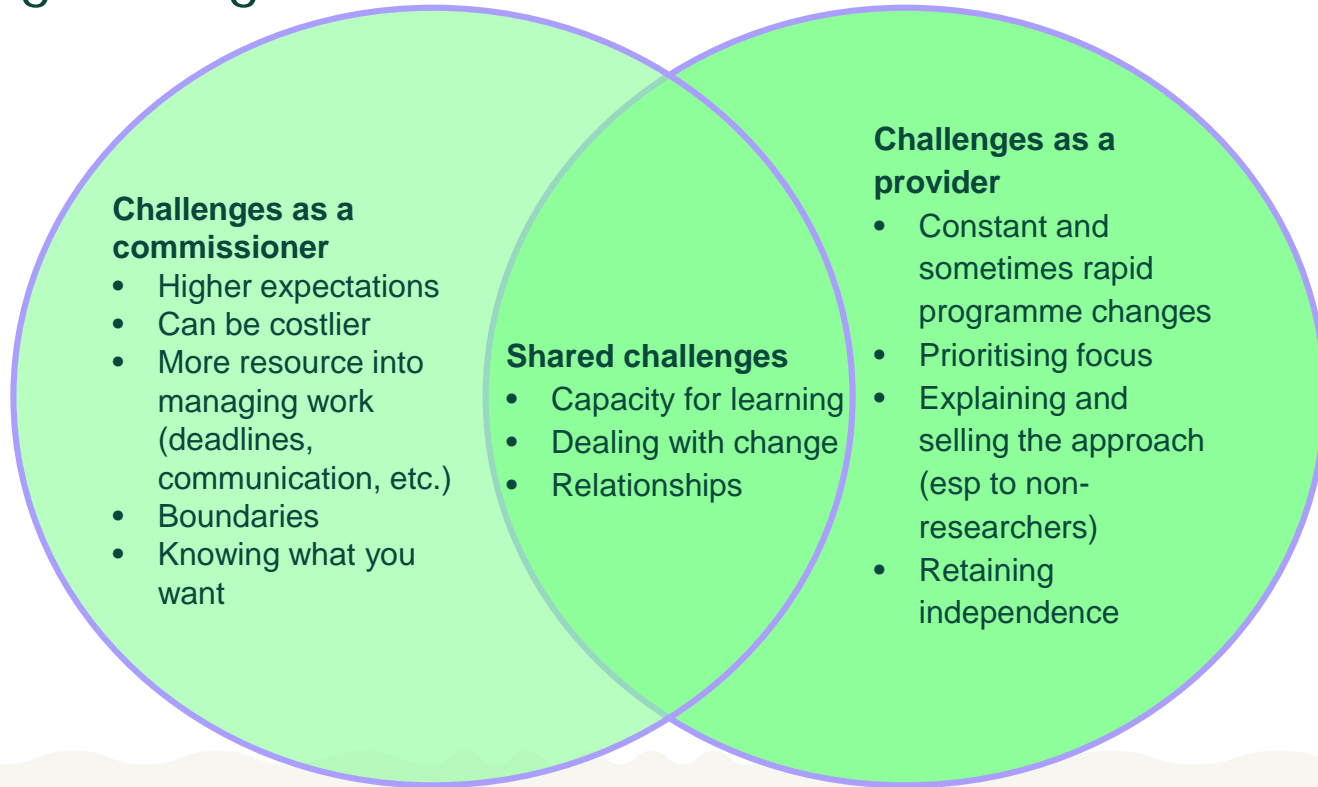 Challenges as a
commissioner
• Higher expectations
• Can be costlier
• More resource into
managing work
(deadlines,
communication, etc.)
• Boundaries
• Knowing what you
want
Shared challenges
• Capacity for learning
• Dealing with change
• Relationships
Challenges as a
provider
• Constant and
sometimes rapid
programme changes
• Prioritising focus
• Explaining and
selling the approach
(esp to non-
researchers)
• Retaining
independence